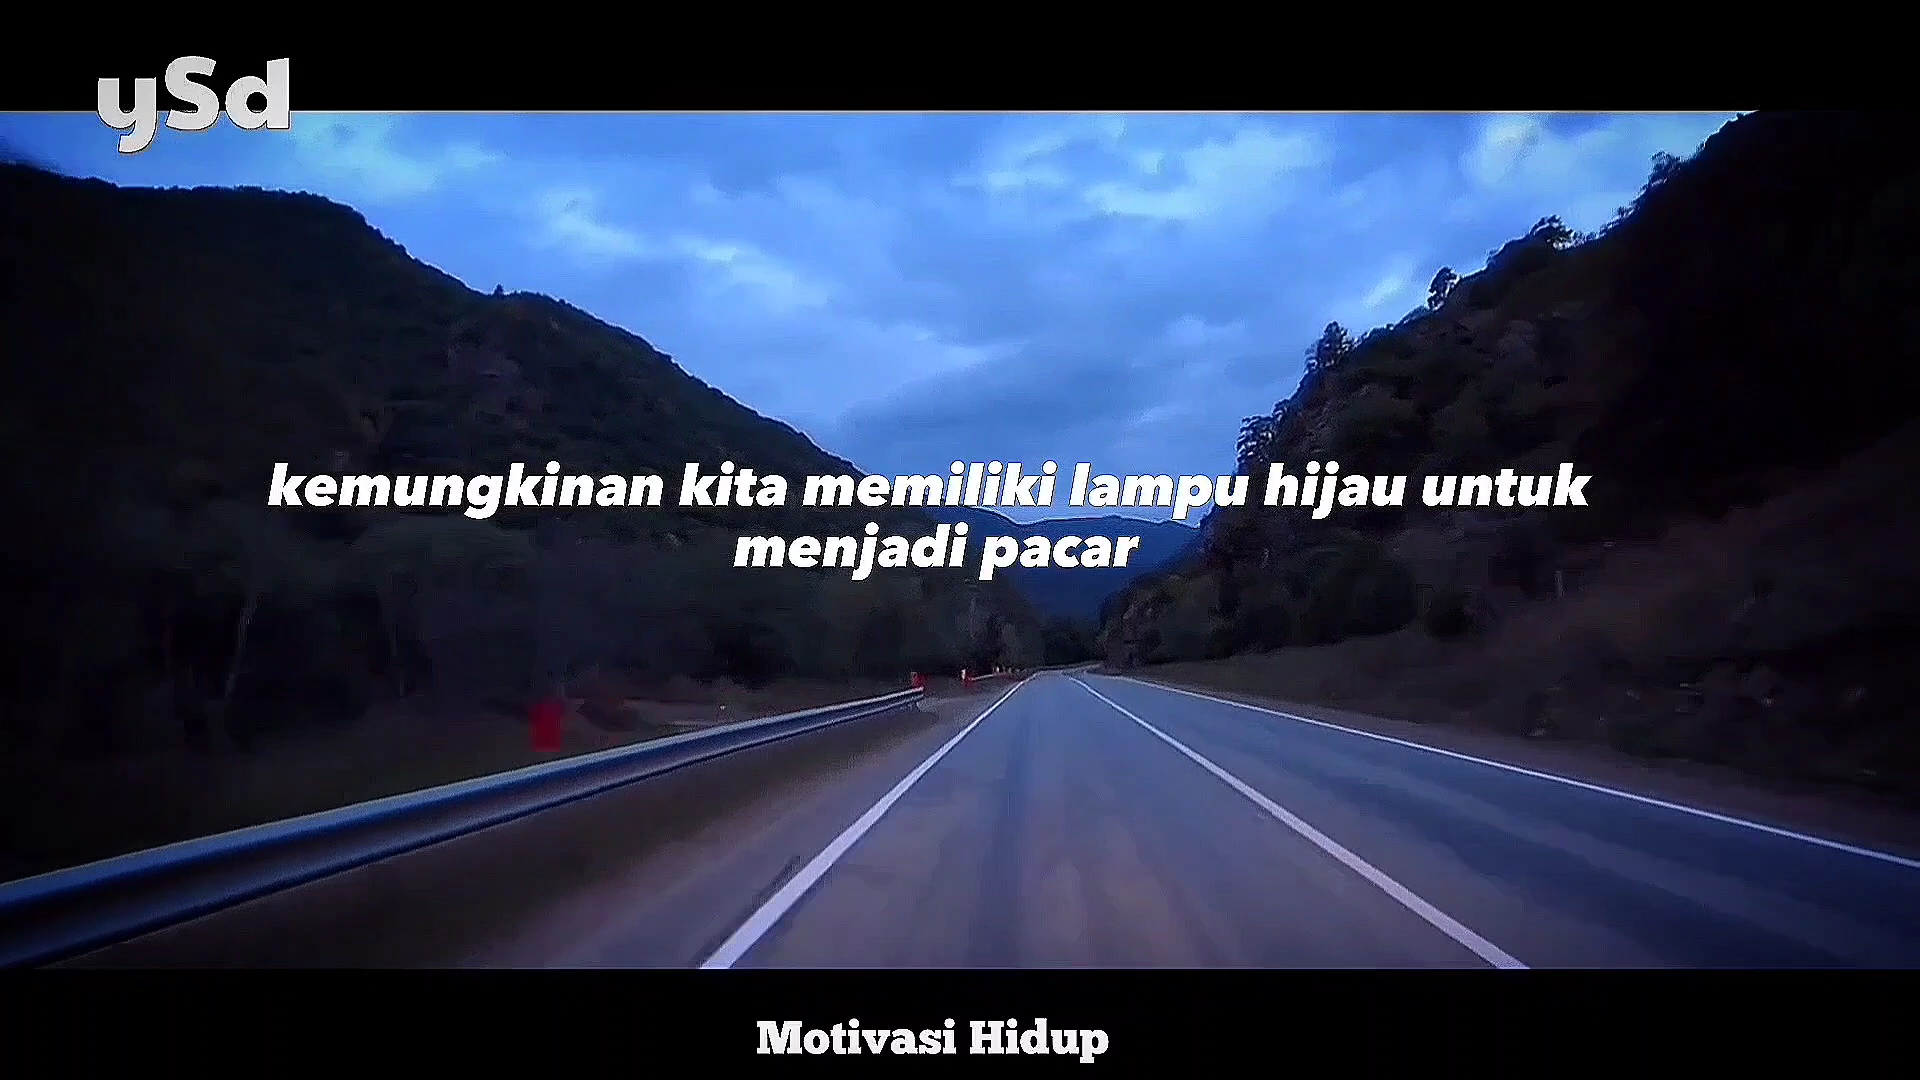 ySd
kemungkinan kita memiliki lampu hijau untuk
menjadi pacar
Motivasi Hidup